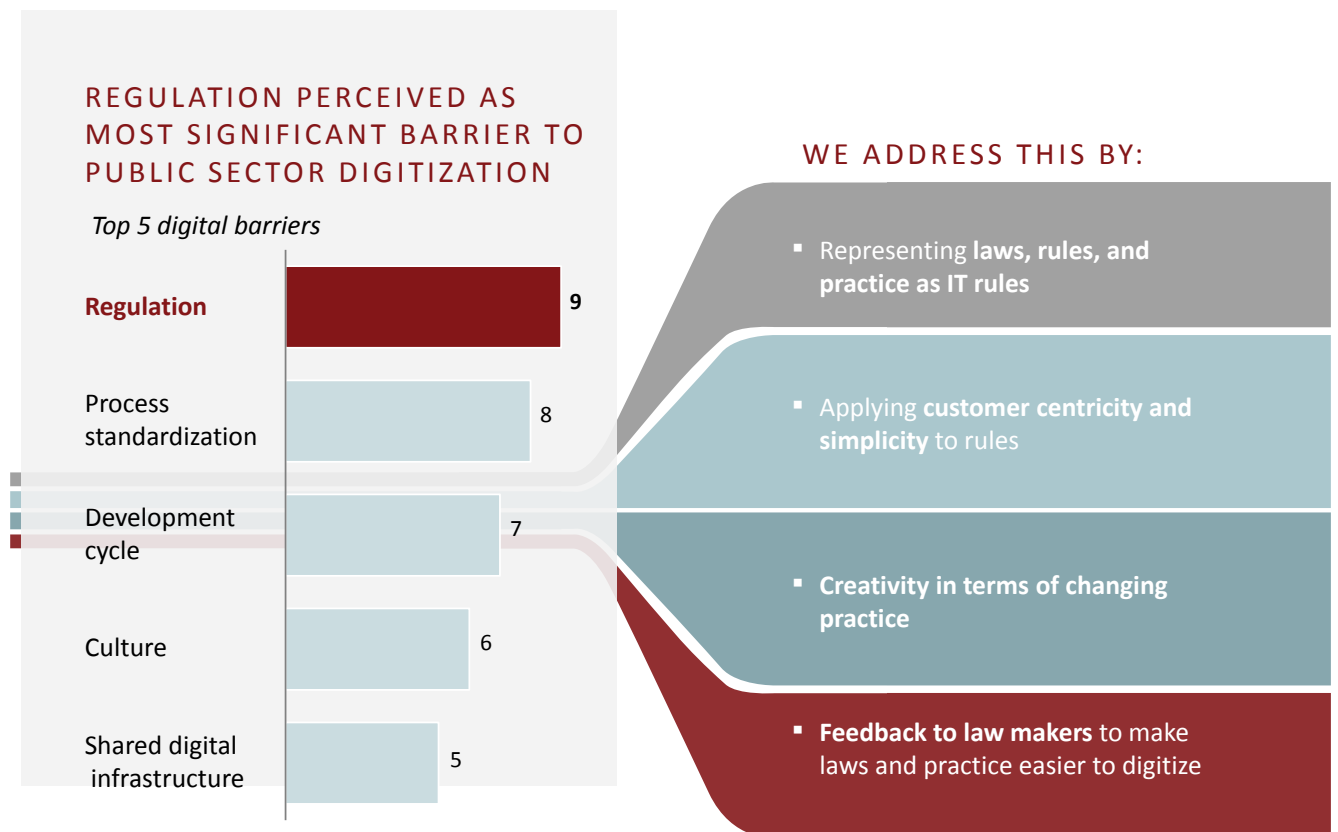 REGULATION PERCEIVED AS
MOST SIGNIFICANT BARRIER TO
PUBLIC SECTOR DIGITIZATION
Top 5 digital barriers
Regulation
9
Process
standardization
8
Development
cycle
7
Culture
6
Shared digital
infrastructure
5
WE ADDRESS THIS BY:
▪ Representing laws, rules, and
practice as IT rules
▪ Applying customer centricity and
simplicity to rules
▪ Creativity in terms of changing
practice
▪ Feedback to law makers to make
laws and practice easier to digitize